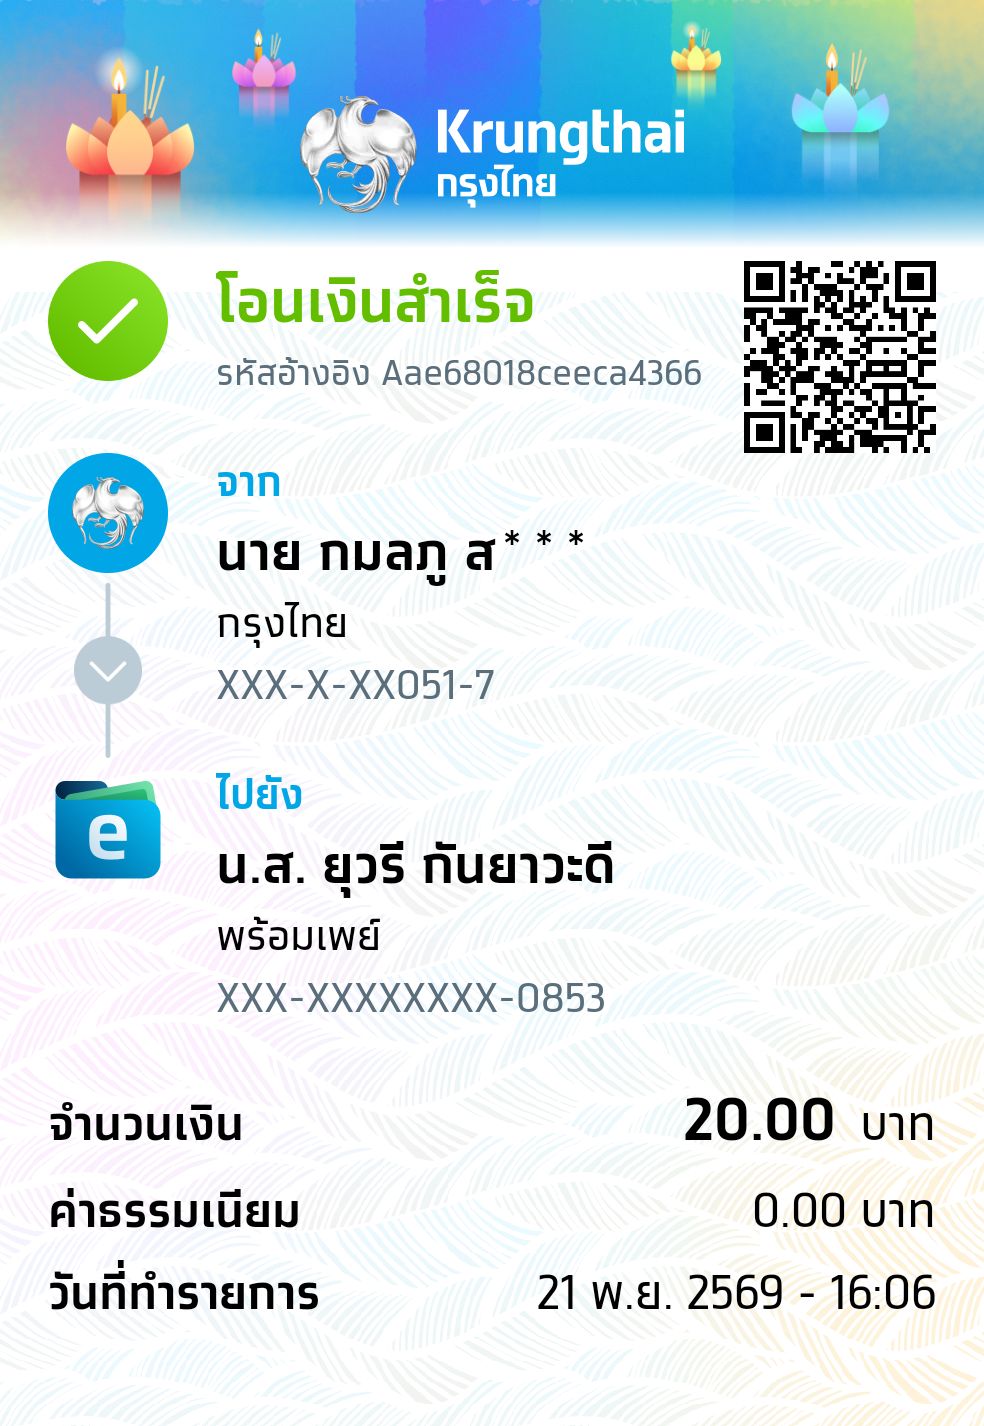 Krungthai
กรุงไทย
โอนเงินสำเร็จ
รหัสอ้างอิง Aae68018ceeca4366
จาก
นาย กมลภู ส***
กรุงไทย
XXX-X-XX051-7
e
ไปยัง
น.ส. ยุวรี กันยาวะดี
พร้อมเพย์
XXX-XXXXXXXX-0853
จำนวนเงิน 20.00 บาท
ค่าธรรมเนียม 0.00 บาท
วันที่ทำรายการ 21 พ.ย. 2569 - 16:06